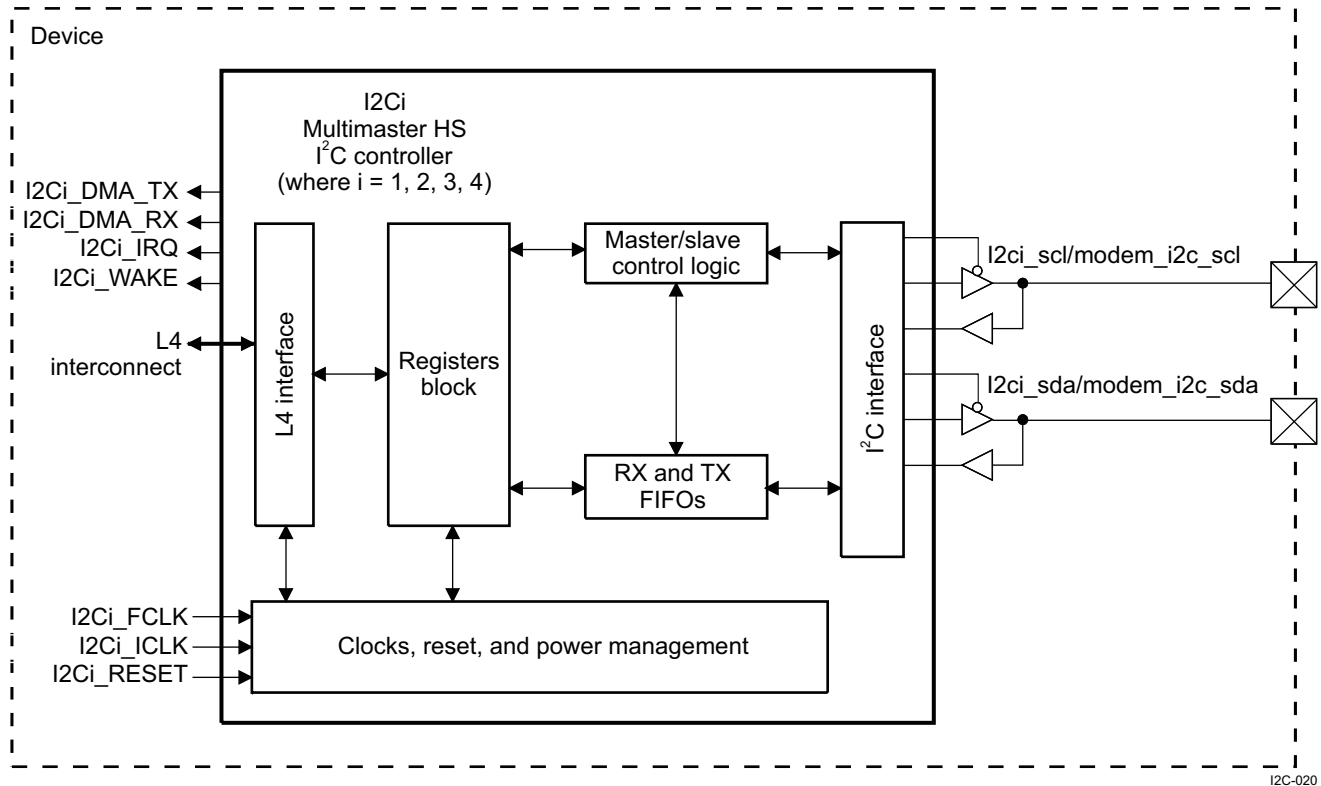 Device
I2Ci
Multimaster HS
I²C controller
(where i = 1, 2, 3, 4)
I2Ci_DMA_TX
I2Ci_DMA_RX
I2Ci_IRQ
I2Ci_WAKE
L4
interconnect
L4 interface
Registers
block
Master/slave
control logic
RX and TX
FIFOs
I²C interface
I2ci_scl/modem_i2c_scl
I2ci_sda/modem_i2c_sda
I2Ci_FCLK
I2Ci_ICLK
I2Ci_RESET
Clocks, reset, and power management
I2C-020